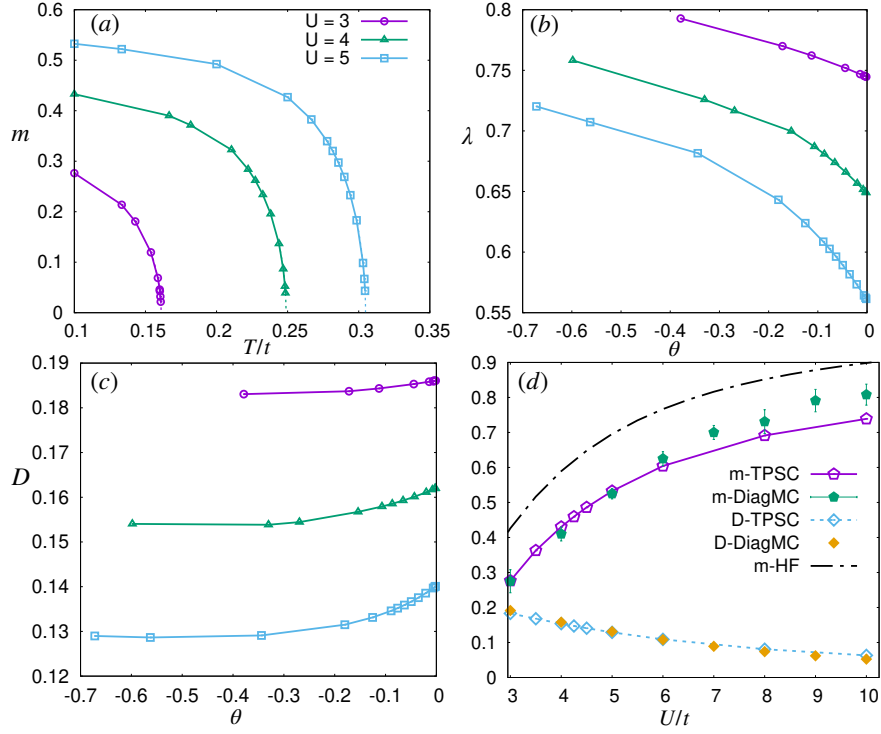 (a)
U = 3
U = 4
U = 5
m
0.6
0.5
0.4
0.3
0.2
0.1
0
0.1 0.15 0.2 0.25 0.3 0.35
T/t
(b)
λ
0.8
0.75
0.7
0.65
0.6
0.55
-0.7 -0.6 -0.5 -0.4 -0.3 -0.2 -0.1 0
θ
(c)
D
0.19
0.18
0.17
0.16
0.15
0.14
0.13
0.12
-0.7 -0.6 -0.5 -0.4 -0.3 -0.2 -0.1 0
θ
(d)
0.9
0.8
0.7
0.6
0.5
0.4
0.3
0.2
0.1
0
m-TPSC
m-DiagMC
D-TPSC
D-DiagMC
m-HF
3 4 5 6 7 8 9 10
U/t